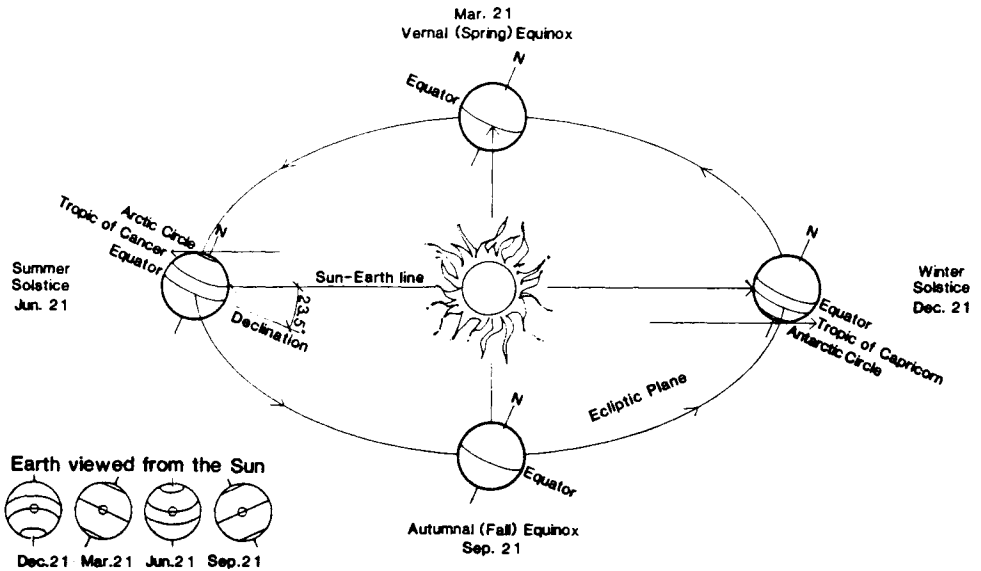 Mar. 21
Vernal (Spring) Equinox
N
Equator
Arctic Circle
Tropic of Cancer
Equator
N
Summer
Solstice
Jun. 21
Sun-Earth line
23.5°
Declination
N
Winter
Solstice
Dec. 21
Equator
Tropic of Capricorn
Antarctic Circle
Ecliptic Plane
N
Equator
Autumnal (Fall) Equinox
Sep. 21
Earth viewed from the Sun
Dec.21 Mar.21 Jun.21 Sep.21